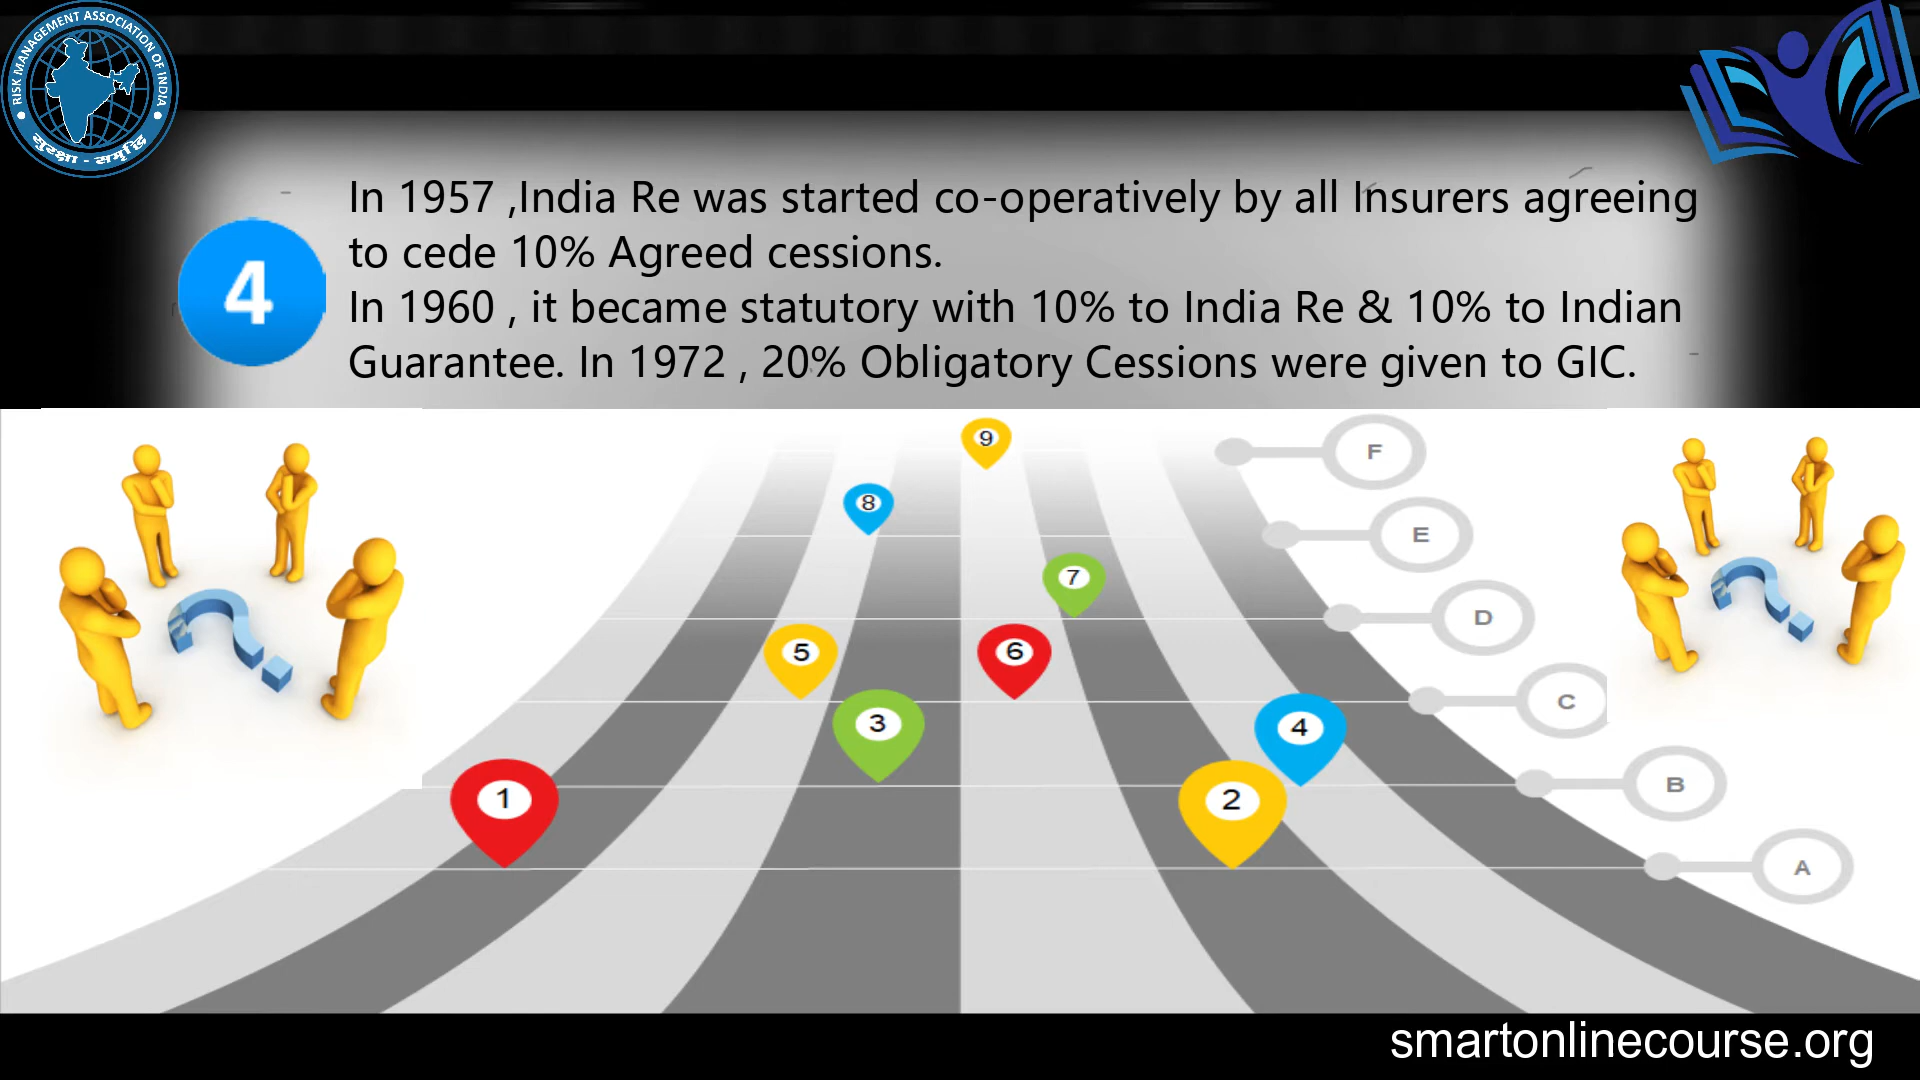 RISK MANAGEMENT ASSOCIATION OF INDIA
सुरक्षा - समृद्धि
In 1957 ,India Re was started co-operatively by all Insurers agreeing
to cede 10% Agreed cessions.
4
In 1960 , it became statutory with 10% to India Re & 10% to Indian
Guarantee. In 1972 , 20% Obligatory Cessions were given to GIC.
9
F
8
E
7
D
5
6
3
4
C
1
2
B
A
smartonlinecourse.org